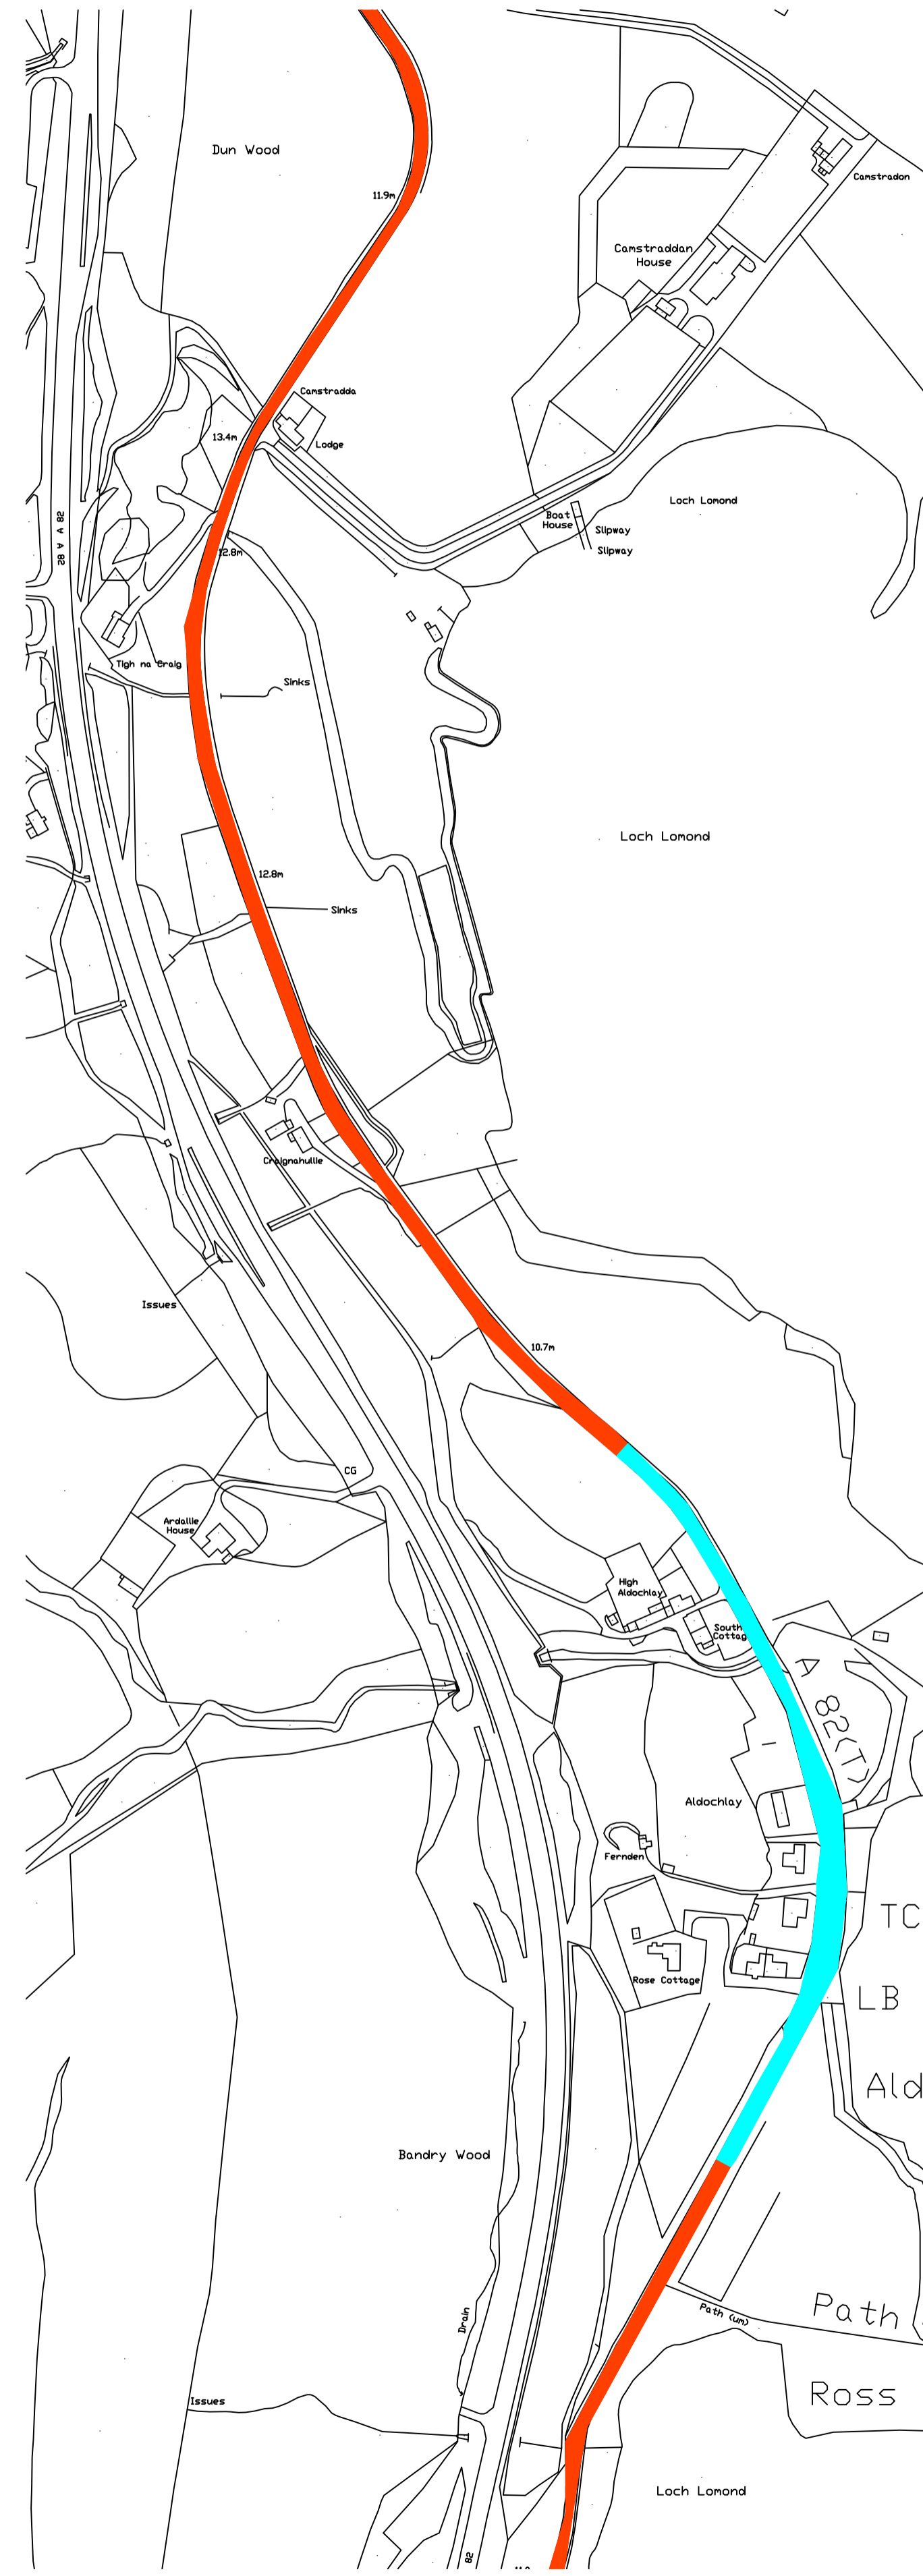 Dun Wood
Camstradon
11.9m
Camstraddan
House
Camstradda
13.4m
Lodge
Loch Lomond
Boat
House
Slipway
Slipway
A 82
12.8m
Tigh na Craig
Sinks
Loch Lomond
12.8m
Sinks
Craignahullie
Issues
10.7m
CG
Ardallie
House
High
Aldochlay
South
Cottag
A
82(T)
Aldochlay
Fernden
TC
Rose Cottage
LB
Ald
Bandry Wood
Path
Path (um)
Drain
Ross
Issues
Loch Lomond
82